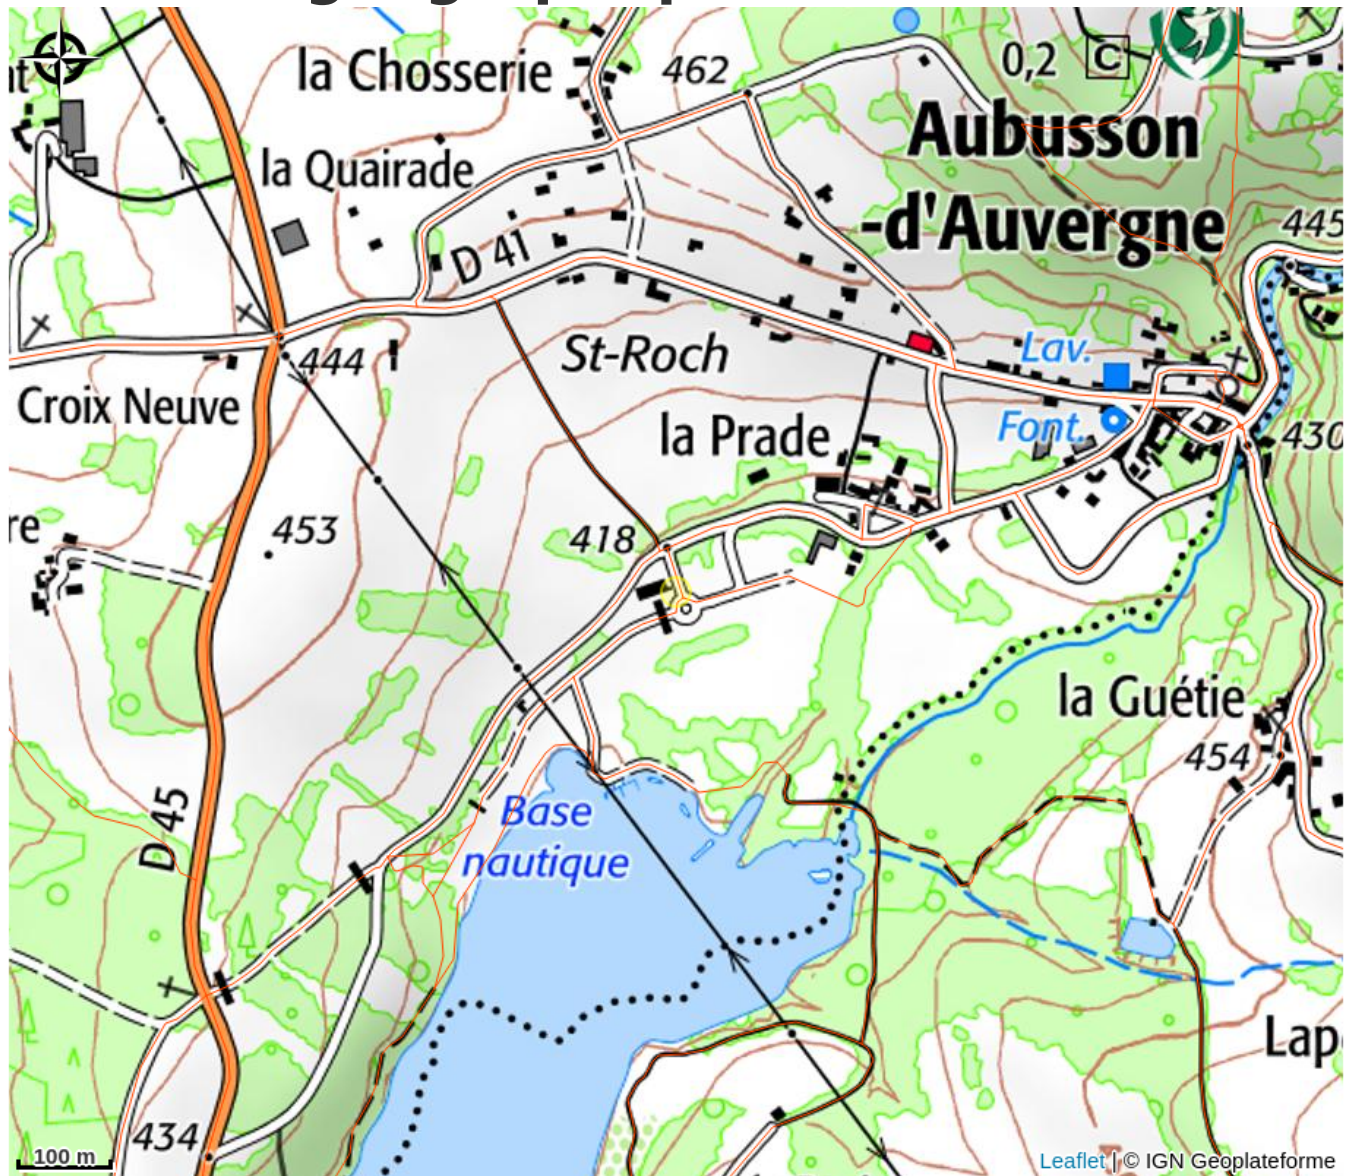 la Chosserie
462
0,2 C
Aubusson
-d'Auvergne
la Quairade
445
D 41
St-Roch
Lav.
444
Croix Neuve
la Prade
Font.
430
453
418
la Guétie
454
D 45
Base
nautique
Lap
434
100 m
Leaflet | © IGN Geoplateforme